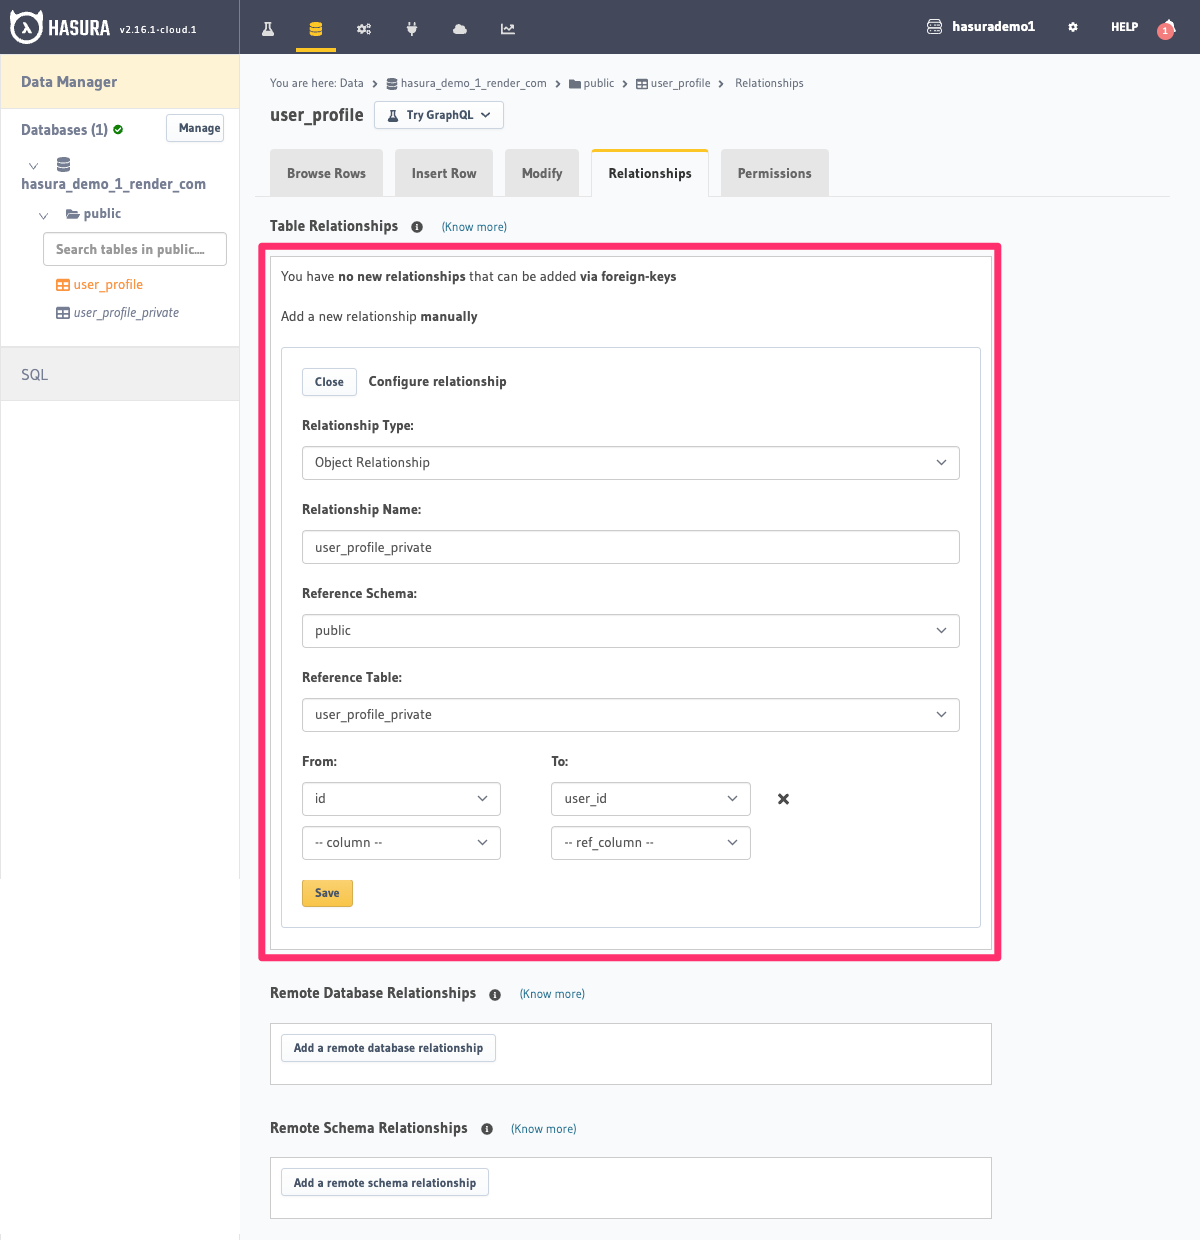 HASURA v2.16.1-cloud.1
hasurademo1 HELP 1
Data Manager
Databases (1) Manage
hasura_demo_1_render_com
public
Search tables in public....
user_profile
user_profile_private
SQL
You are here: Data > hasura_demo_1_render_com > public > user_profile > Relationships
user_profile Try GraphQL
Browse Rows Insert Row Modify Relationships Permissions
Table Relationships (Know more)
You have no new relationships that can be added via foreign-keys
Add a new relationship manually
Close Configure relationship
Relationship Type:
Object Relationship
Relationship Name:
user_profile_private
Reference Schema:
public
Reference Table:
user_profile_private
From: To:
id user_id
-- column -- -- ref_column --
Save
Remote Database Relationships (Know more)
Add a remote database relationship
Remote Schema Relationships (Know more)
Add a remote schema relationship